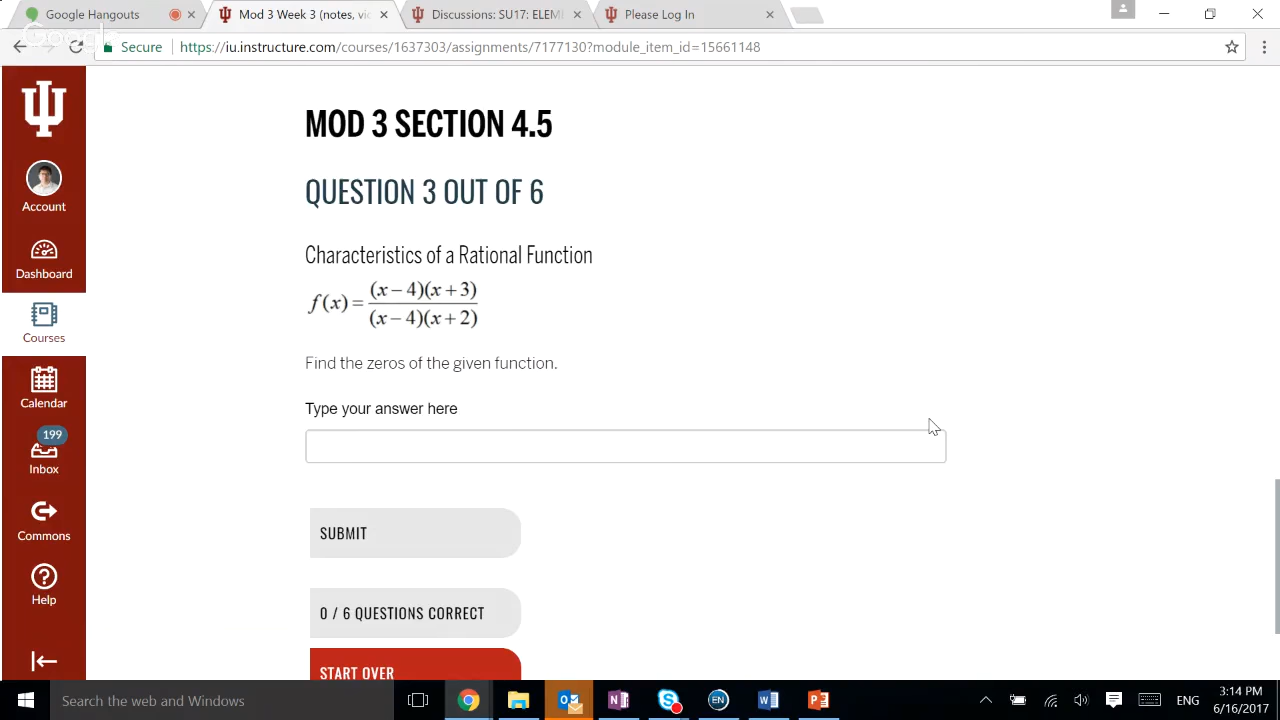 Google Hangouts
Mod 3 Week 3 (notes, vi
Discussions: SU17: ELEM
Please Log In
Google
Secure
https://iu.instructure.com/courses/1637303/assignments/7177130?module_item_id=15661148
Account
Dashboard
Courses
Calendar
199
Inbox
Commons
Help
MOD 3 SECTION 4.5
QUESTION 3 OUT OF 6
Characteristics of a Rational Function
f(x) = (x − 4)(x + 3) / (x − 4)(x + 2)
Find the zeros of the given function.
Type your answer here
SUBMIT
0 / 6 QUESTIONS CORRECT
START OVER
Search the web and Windows
EN
ENG
3:14 PM
6/16/2017